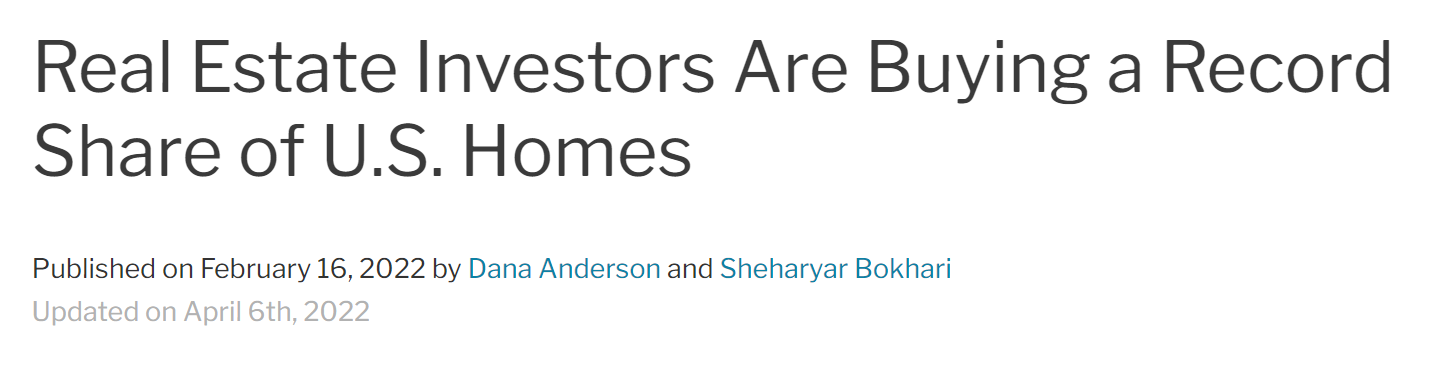 Real Estate Investors Are Buying a Record
Share of U.S. Homes
Published on February 16, 2022 by Dana Anderson and Sheharyar Bokhari
Updated on April 6th, 2022